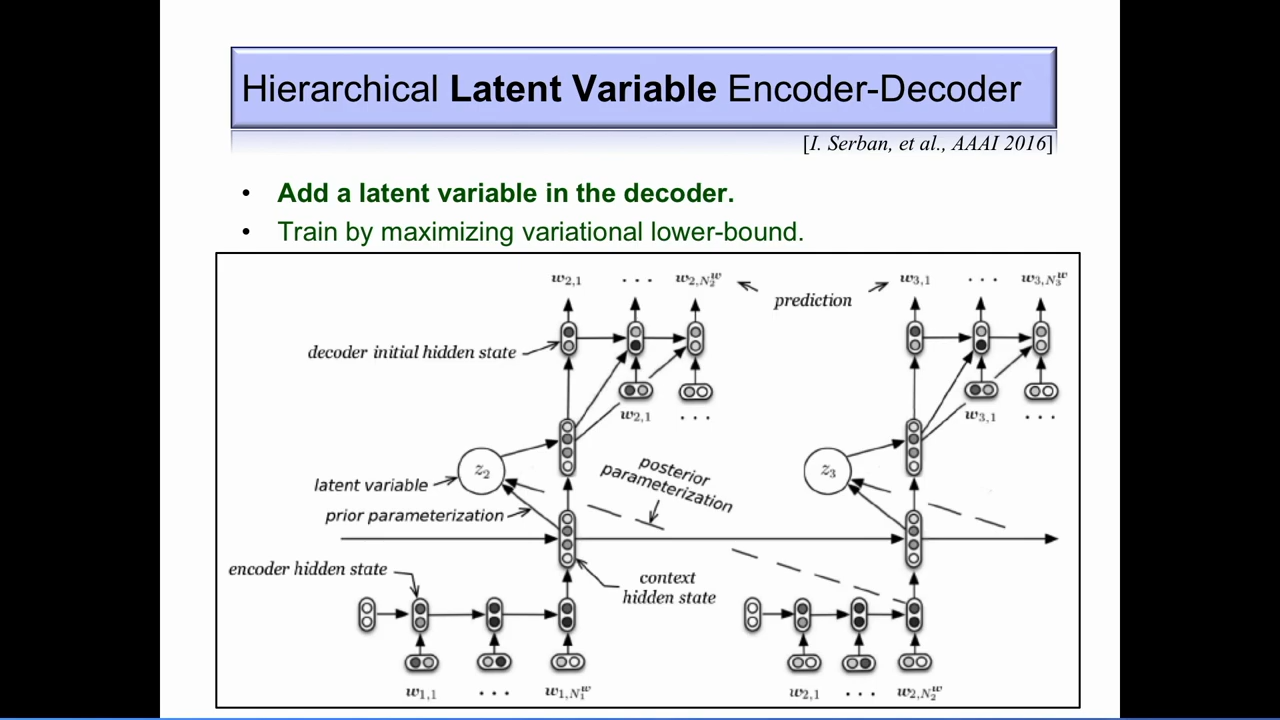 Hierarchical Latent Variable Encoder-Decoder
[I. Serban, et al., AAAI 2016]
• Add a latent variable in the decoder.
• Train by maximizing variational lower-bound.
w2,1 · · · w2,N2w
prediction
w3,1 · · · w3,N3w
decoder initial hidden state
w2,1 · · ·
w3,1 · · ·
z2
z3
latent variable
posterior
parameterization
prior parameterization
encoder hidden state
context
hidden state
w1,1 · · · w1,N1w
w2,1 · · · w2,N2w